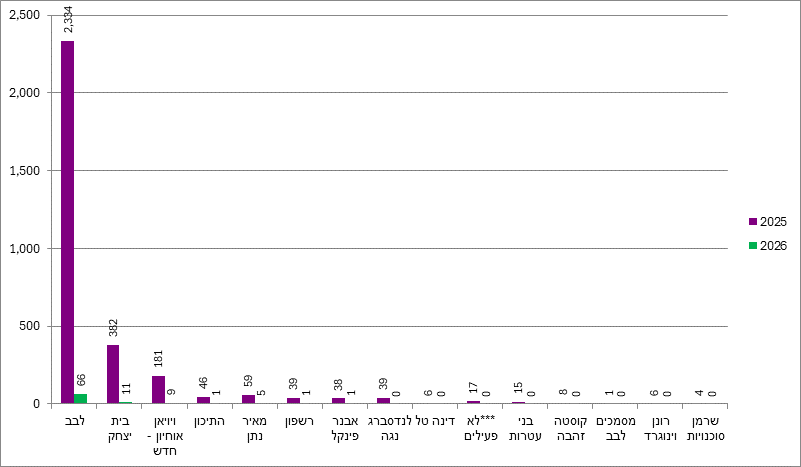 2,500
2,000
1,500
1,000
500
0
2,334
66
382
11
181
9
46
1
59
5
39
1
38
1
39
0
6
0
17
0
15
0
8
0
1
0
6
0
4
0
לבב
בית
יצחק
ויויאן
אוחיון -
חדש
התיכון
מאיר
נתן
רשפון
אבנר
פינקל
לנדסברג
נגה
דינה טל
***לא
פעילים
בני
עטרות
קוסטה
זהבה
מסמכים
לבב
רונן
וינוגרד
שרמן
סוכנויות
2025
2026